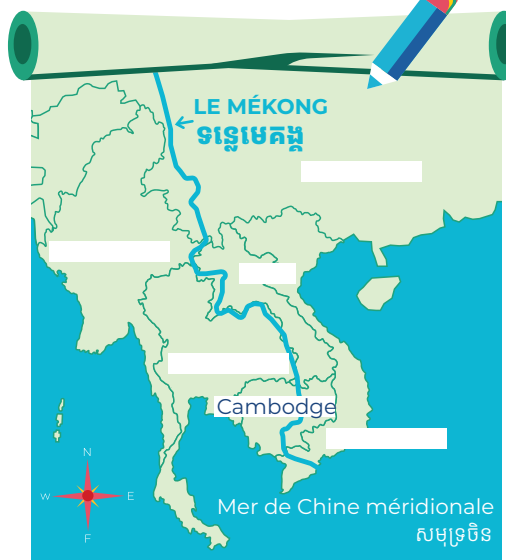 LE MÉKONG
ទន្លេមេគង្គ
Cambodge
N
W E
F
Mer de Chine méridionale
សមុទ្រចិន